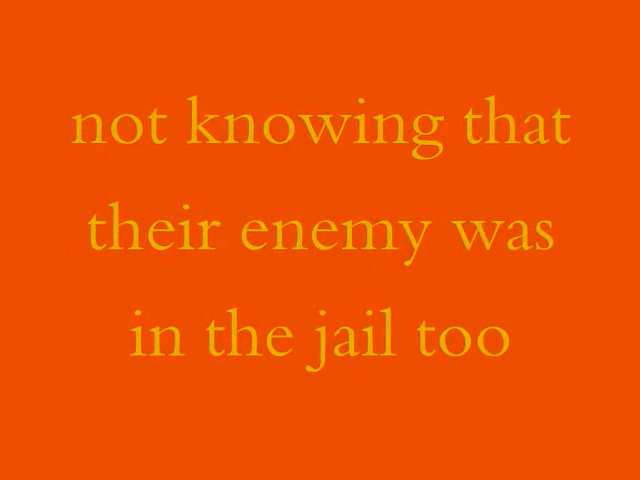 not knowing that
their enemy was
in the jail too